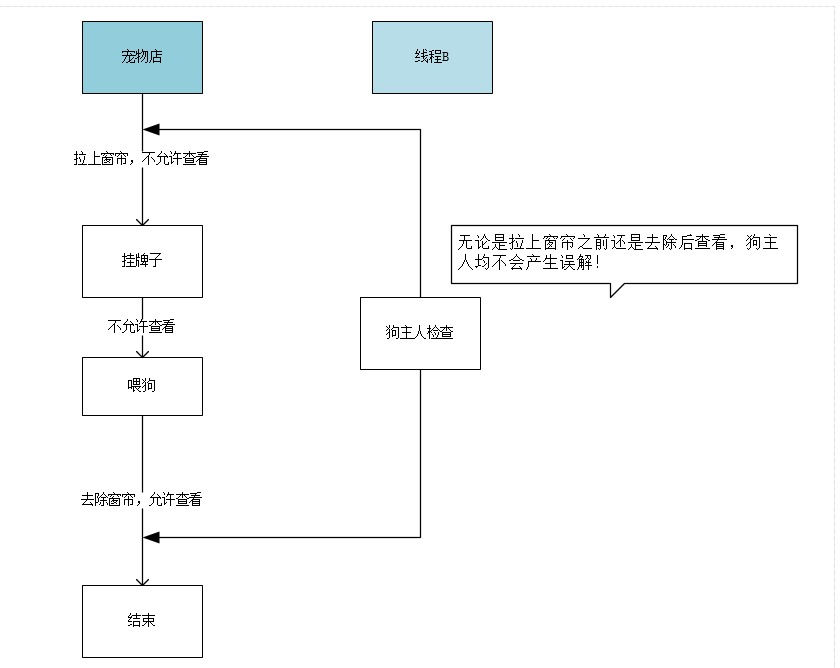 宠物店
线程B
拉上窗帘，不允许查看
无论是拉上窗帘之前还是去除后查看，狗主
人均不会产生误解！
挂牌子
不允许查看
狗主人检查
喂狗
去除窗帘，允许查看
结束